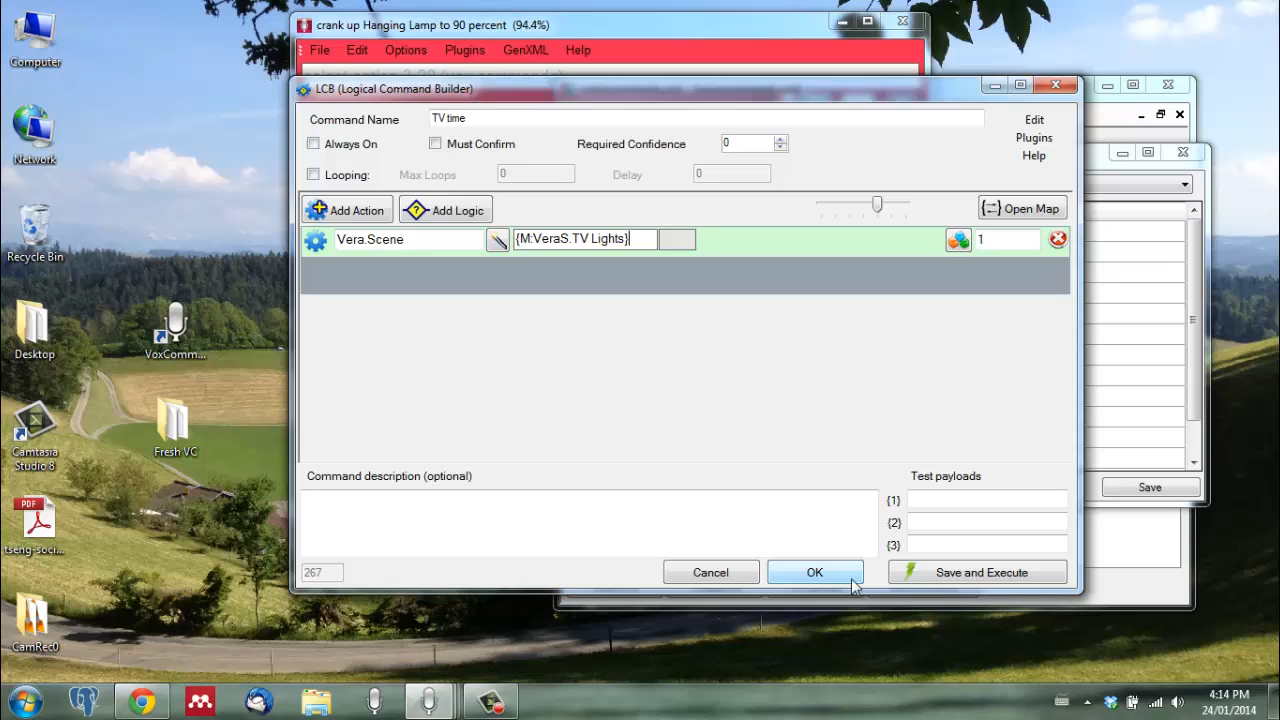 Computer
Network
Recycle Bin
Desktop
VoxComm...
Camtasia
Studio 8
Fresh VC
PDF
tseng-soci...
CamRec0
crank up Hanging Lamp to 90 percent (94.4%)
File Edit Options Plugins GenXML Help
LCB (Logical Command Builder)
Command Name TV time Edit
Always On Must Confirm Required Confidence 0 Plugins
Help
Looping: Max Loops 0 Delay 0
Add Action Add Logic Open Map
Vera.Scene {M:VeraS.TV Lights} 1
Command description (optional) Test payloads
{1}
{2}
{3}
267 Cancel OK Save and Execute
Save
4:14 PM
24/01/2014